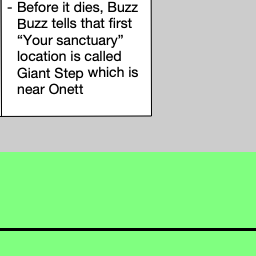 - Before it dies, Buzz
Buzz tells that first
“Your sanctuary”
location is called
Giant Step which is
near Onett